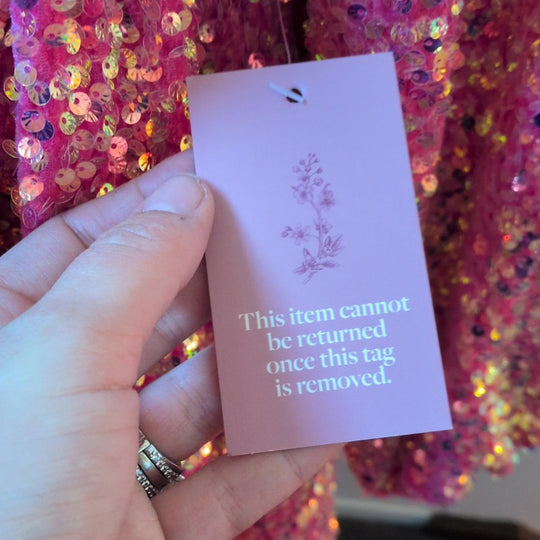 This item cannot
be returned
once this tag
is removed.